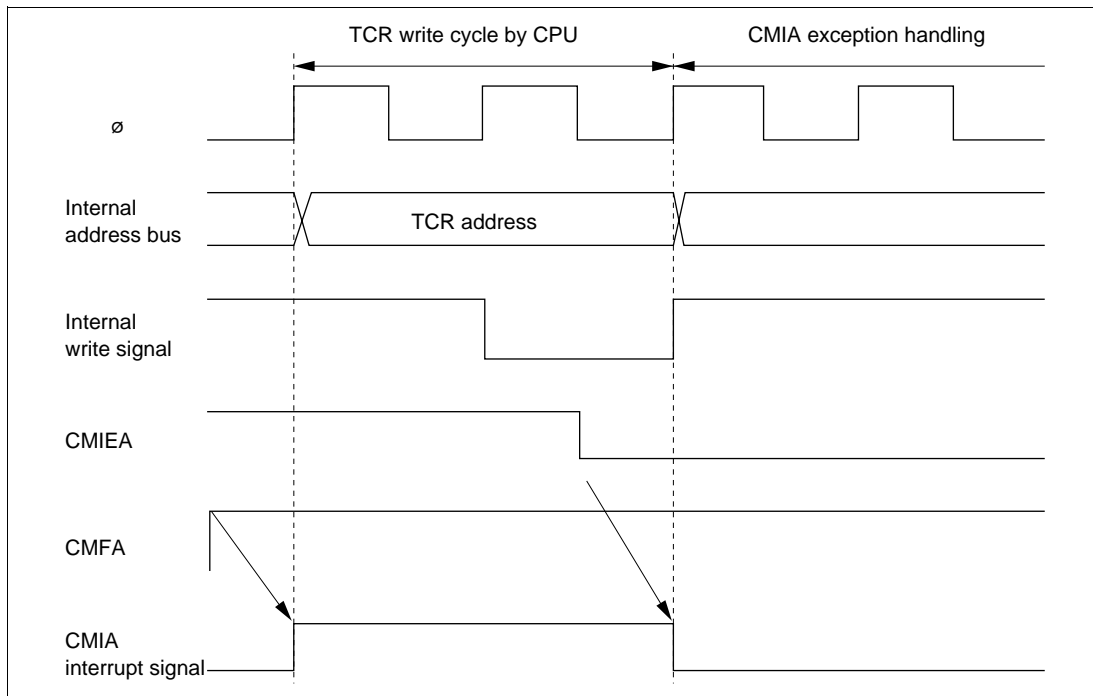 TCR write cycle by CPU
CMIA exception handling
ø
Internal
address bus
TCR address
Internal
write signal
CMIEA
CMFA
CMIA
interrupt signal